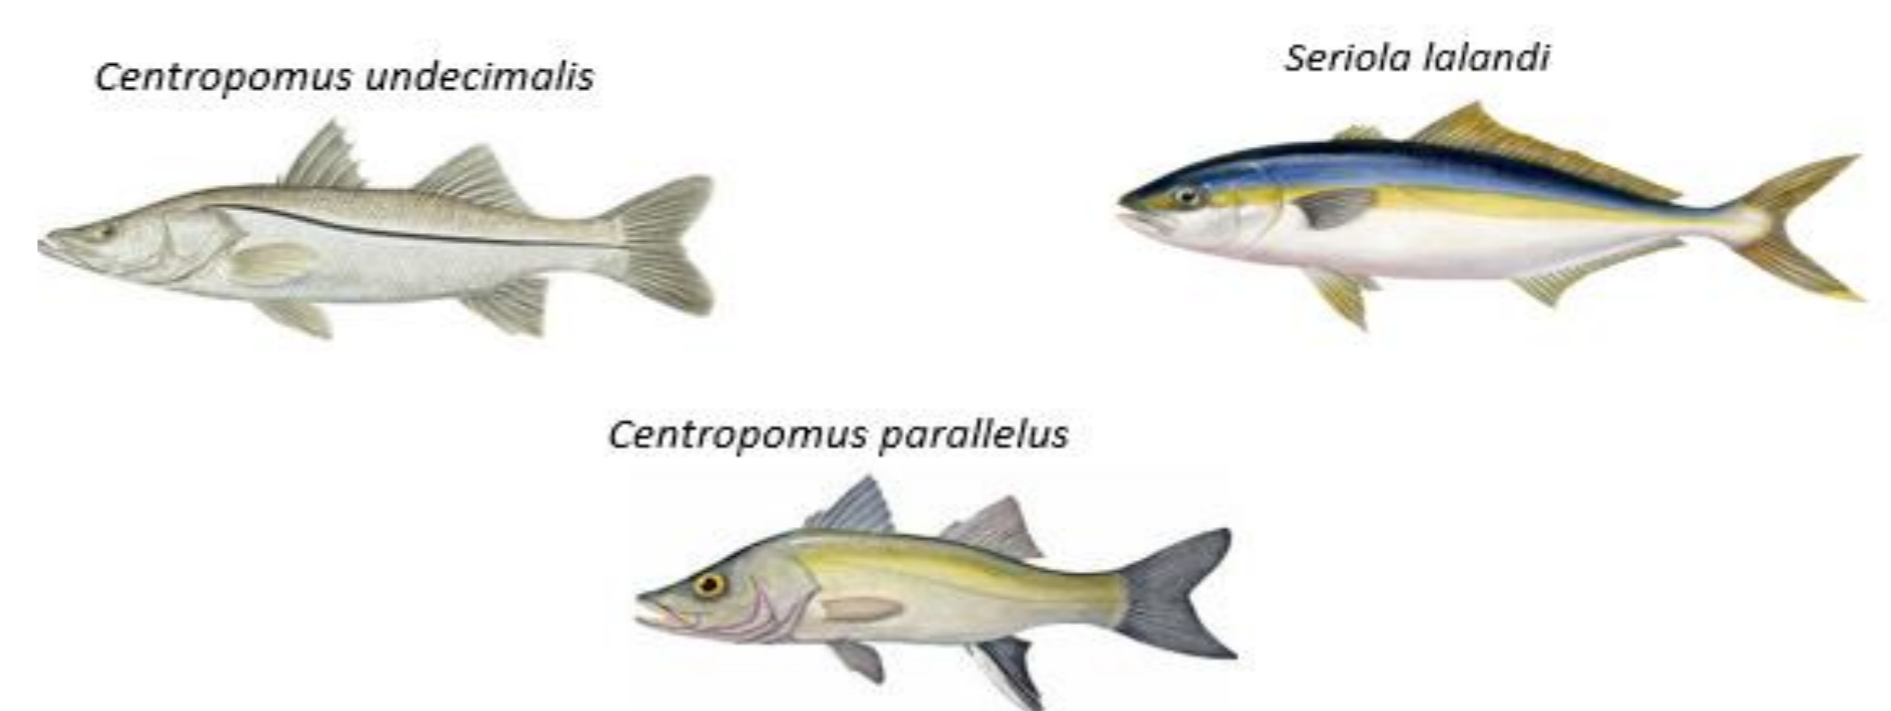 Centropomus undecimalis
Seriola lalandi
Centropomus parallelus